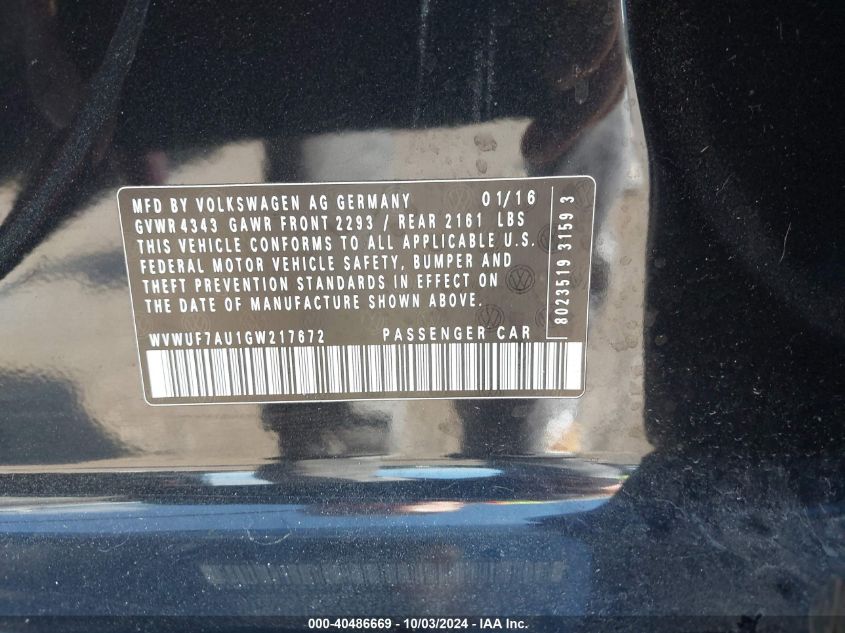 MFD BY VOLKSWAGEN AG GERMANY 01/16
GVWR 4343 GAWR FRONT 2293 / REAR 2161 LBS
THIS VEHICLE CONFORMS TO ALL APPLICABLE U.S.
FEDERAL MOTOR VEHICLE SAFETY, BUMPER AND
THEFT PREVENTION STANDARDS IN EFFECT ON
THE DATE OF MANUFACTURE SHOWN ABOVE.
WVWUF7AU1GW217672 PASSENGER CAR
8023519 3T59 3
000-40486669 - 10/03/2024 - IAA Inc.